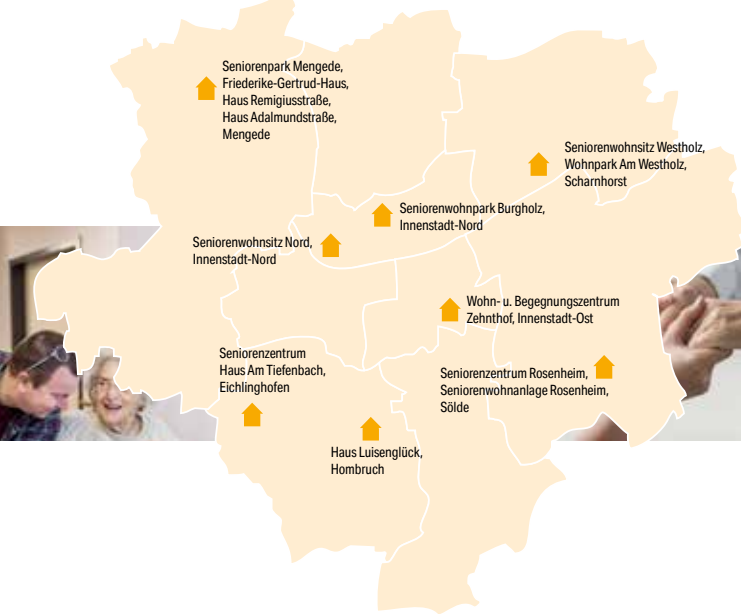 Seniorenpark Mengede,
Friederike-Gertrud-Haus,
Haus Remigiusstraße,
Haus Adalmundstraße,
Mengede
Seniorenwohnsitz Westholz,
Wohnpark Am Westholz,
Scharnhorst
Seniorenwohnpark Burgholz,
Innenstadt-Nord
Seniorenwohnsitz Nord,
Innenstadt-Nord
Wohn- u. Begegnungszentrum
Zehnthof, Innenstadt-Ost
Seniorenzentrum
Haus Am Tiefenbach,
Eichlinghofen
Seniorenzentrum Rosenheim,
Seniorenwohnanlage Rosenheim,
Sölde
Haus Luisenglück,
Hombruch